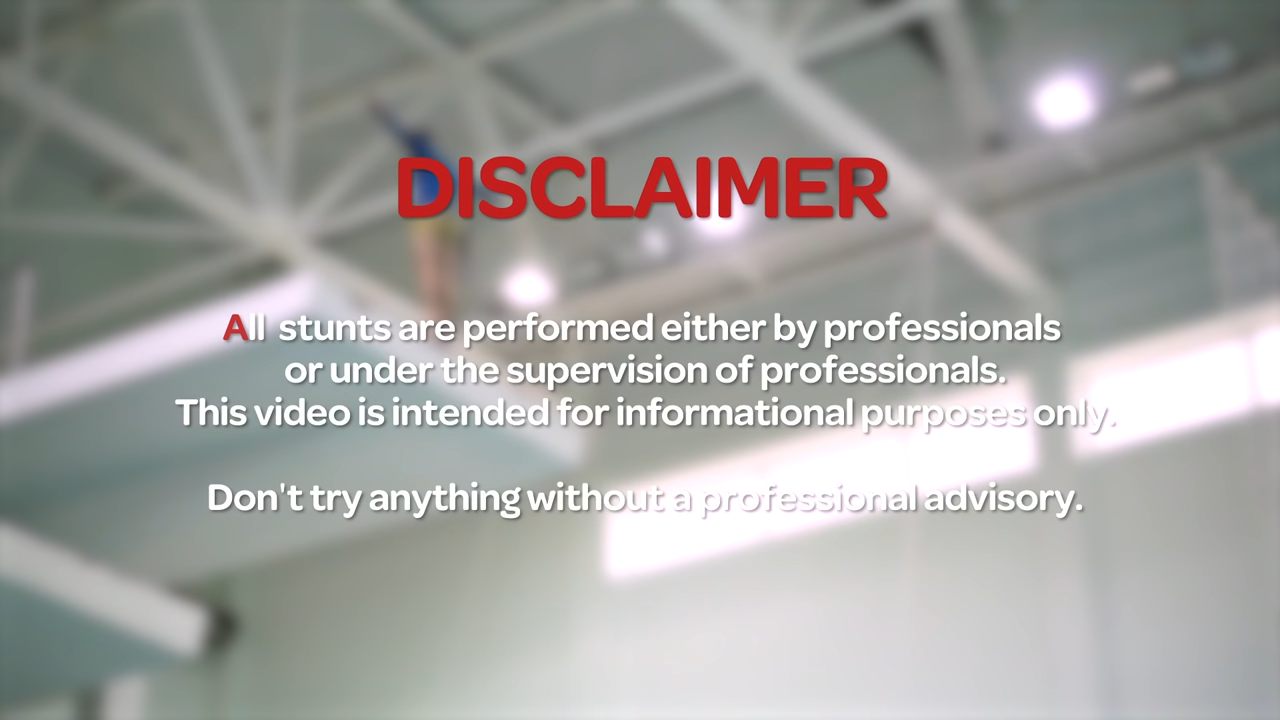 DISCLAIMER
All stunts are performed either by professionals
or under the supervision of professionals.
This video is intended for informational purposes only.
Don't try anything without a professional advisory.